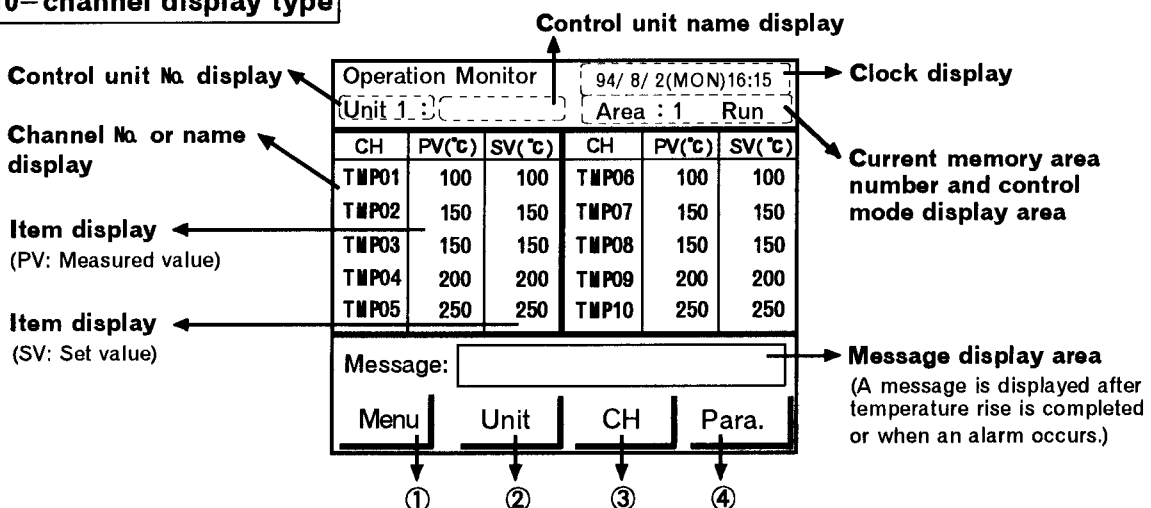 10-channel display type
Control unit name display
Control unit No. display
Operation Monitor
94/ 8/ 2(MON)16:15
Clock display
Unit 1 :
Area : 1 Run
Channel No. or name
display
Current memory area
number and control
mode display area
CH PV(℃) SV(℃) CH PV(℃) SV(℃)
TMP01 100 100 TMP06 100 100
TMP02 150 150 TMP07 150 150
TMP03 150 150 TMP08 150 150
TMP04 200 200 TMP09 200 200
TMP05 250 250 TMP10 250 250
Item display
(PV: Measured value)
Item display
(SV: Set value)
Message:
Message display area
(A message is displayed after
temperature rise is completed
or when an alarm occurs.)
Menu Unit CH Para.
① ② ③ ④